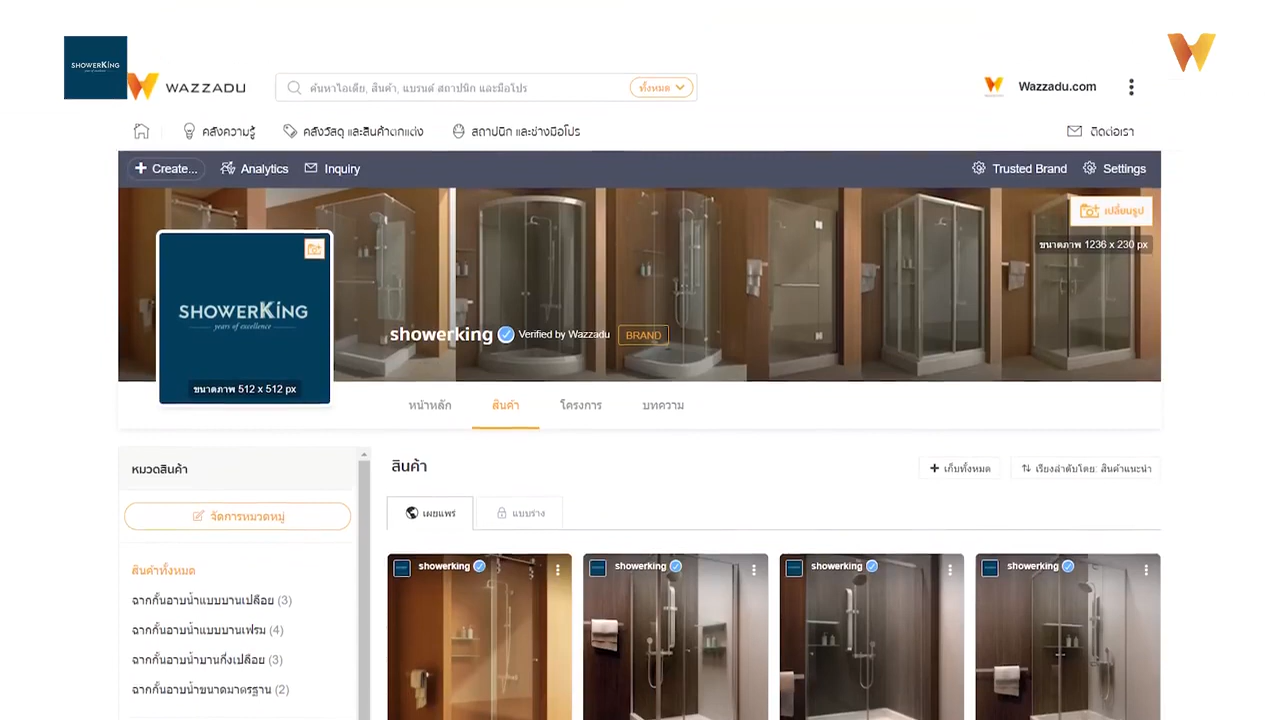 SHOWERKING
years of excellence
WAZZADU
ค้นหาไอเดีย, สินค้า, แบรนด์ สถาปนิก และมือโปร
ทั้งหมด
Wazzadu.com
คลังความรู้
คลังวัสดุ และสินค้าตกแต่ง
สถาปนิก และช่างมือโปร
ติดต่อเรา
Create...
Analytics
Inquiry
Trusted Brand
Settings
เปลี่ยนรูป
ขนาดภาพ 1236 x 230 px
SHOWERKING
years of excellence
ขนาดภาพ 512 x 512 px
showerking
Verified by Wazzadu
BRAND
หน้าหลัก
สินค้า
โครงการ
บทความ
หมวดสินค้า
จัดการหมวดหมู่
สินค้าทั้งหมด
ฉากกั้นอาบน้ำแบบบานเปลือย (3)
ฉากกั้นอาบน้ำแบบบานเฟรม (4)
ฉากกั้นอาบน้ำบานกึ่งเปลือย (3)
ฉากกั้นอาบน้ำขนาดมาตรฐาน (2)
สินค้า
เก็บทั้งหมด
เรียงลำดับโดย: สินค้าแนะนำ
เผยแพร่
แบบร่าง
showerking
showerking
showerking
showerking